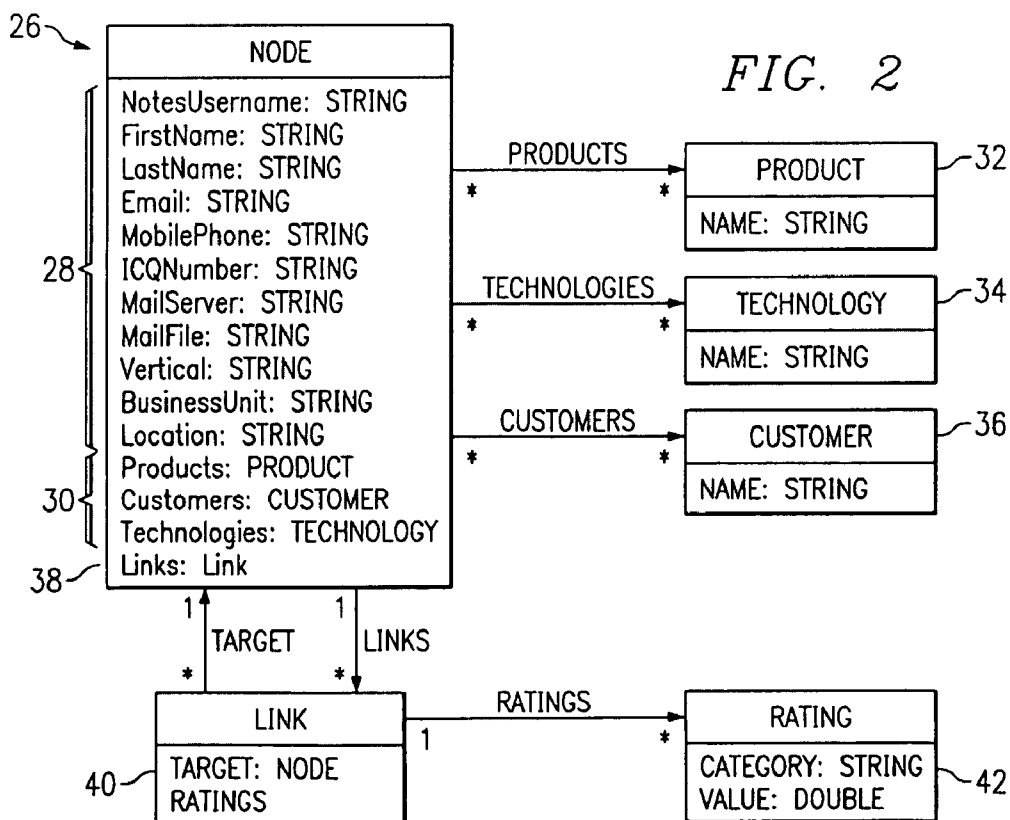 26
NODE
FIG. 2
NotesUsername: STRING
FirstName: STRING
LastName: STRING
Email: STRING
MobilePhone: STRING
ICQNumber: STRING
MailServer: STRING
MailFile: STRING
Vertical: STRING
BusinessUnit: STRING
Location: STRING
Products: PRODUCT
Customers: CUSTOMER
Technologies: TECHNOLOGY
Links: Link
28
30
38
PRODUCTS
* *
PRODUCT
NAME: STRING
32
TECHNOLOGIES
* *
TECHNOLOGY
NAME: STRING
34
CUSTOMERS
* *
CUSTOMER
NAME: STRING
36
1
TARGET
*
1
LINKS
*
LINK
TARGET: NODE
RATINGS
40
RATINGS
1 *
RATING
CATEGORY: STRING
VALUE: DOUBLE
42